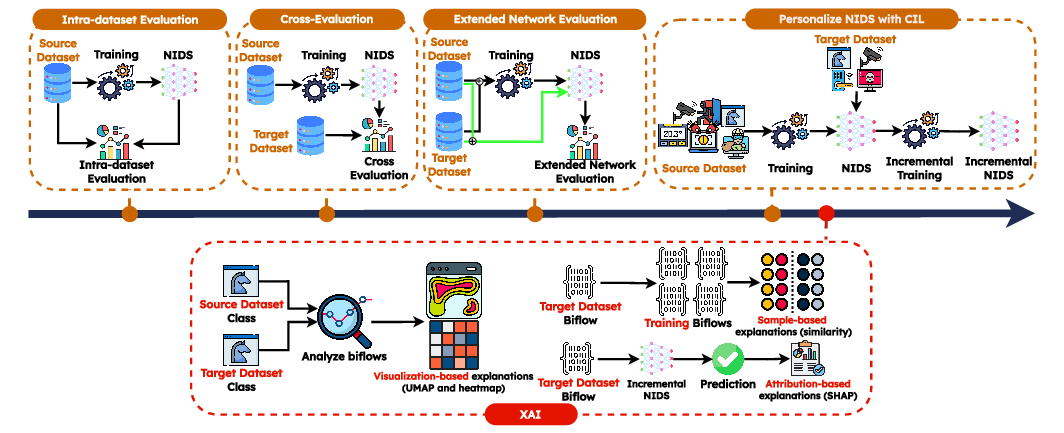 Intra-dataset Evaluation
Source
Dataset
Training
NIDS
Intra-dataset
Evaluation
Cross-Evaluation
Source
Dataset
Training
NIDS
Target
Dataset
Cross
Evaluation
Extended Network Evaluation
Source
Dataset
Training
NIDS
Target
Dataset
Extended Network
Evaluation
Personalize NIDS with CIL
Target Dataset
20.3°
Source Dataset
Training
NIDS
Incremental
Training
Incremental
NIDS
Source Dataset
Class
Target Dataset
Class
Analyze biflows
Visualization-based explanations
(UMAP and heatmap)
Target Dataset
Biflow
Training Biflows
Sample-based
explanations (similarity)
Target Dataset
Biflow
Incremental
NIDS
Prediction
Attribution-based
explanations (SHAP)
XAI